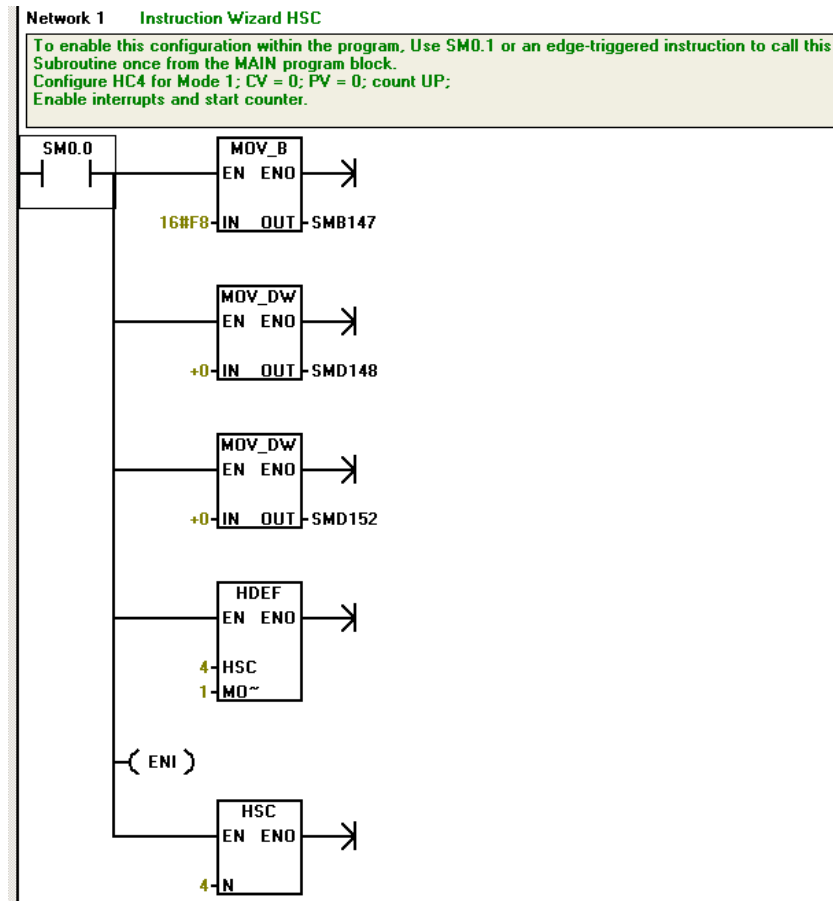 Network 1 Instruction Wizard HSC
To enable this configuration within the program, Use SM0.1 or an edge-triggered instruction to call this
Subroutine once from the MAIN program block.
Configure HC4 for Mode 1; CV = 0; PV = 0; count UP;
Enable interrupts and start counter.
SM0.0
MOV_B
EN ENO
16#F8 IN OUT SMB147
MOV_DW
EN ENO
+0 IN OUT SMD148
MOV_DW
EN ENO
+0 IN OUT SMD152
HDEF
EN ENO
4 HSC
1 MO~
( ENI )
HSC
EN ENO
4 N